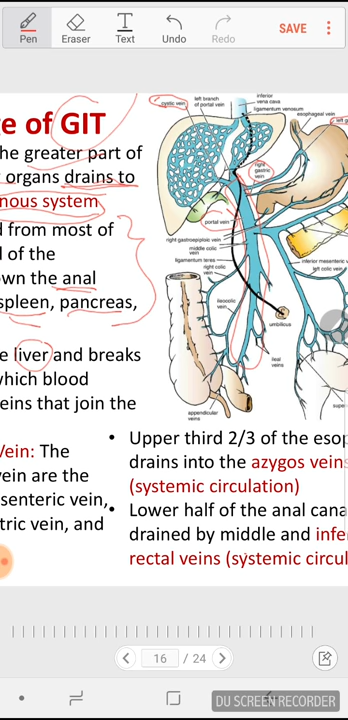 Pen
Eraser
Text
Undo
Redo
SAVE
e of GIT
he greater part of
organs drains to
nous system
d from most of
d of the
own the anal
spleen, pancreas,
e liver and breaks
which blood
eins that join the
Vein: The
vein are the
senteric vein,
tric vein, and
cystic vein
left branch
of portal vein
inferior
vena cava
ligamentum venosum
esophageal vein
left g
right
gastric
vein
portal vein
right gastroepiploic vein
middle colic
vein
ligamentum teres
right colic
vein
inferior mesenteric v
left colic vein
ileocolic
vein
umbilicus
ileal
veins
appendicular
veins
supe
• Upper third 2/3 of the esop
drains into the azygos veins
(systemic circulation)
• Lower half of the anal cana
drained by middle and infe
rectal veins (systemic circul
16 / 24
DU SCREEN RECORDER